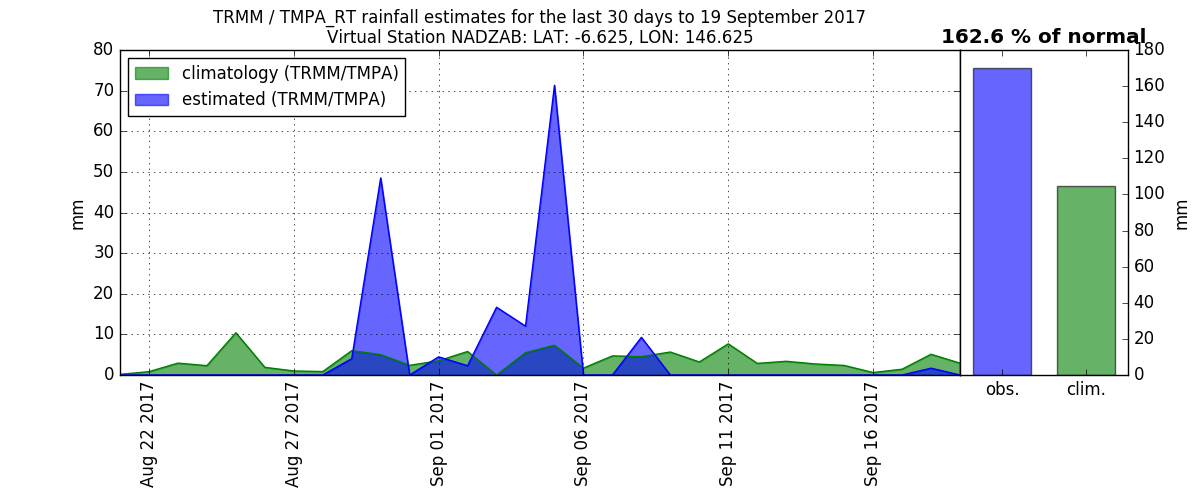 TRMM / TMPA_RT rainfall estimates for the last 30 days to 19 September 2017
Virtual Station NADZAB: LAT: -6.625, LON: 146.625
162.6 % of normal
climatology (TRMM/TMPA)
estimated (TRMM/TMPA)
80
70
60
50
40
30
20
10
0
mm
Aug 22 2017
Aug 27 2017
Sep 01 2017
Sep 06 2017
Sep 11 2017
Sep 16 2017
180
160
140
120
100
80
60
40
20
0
mm
obs.
clim.